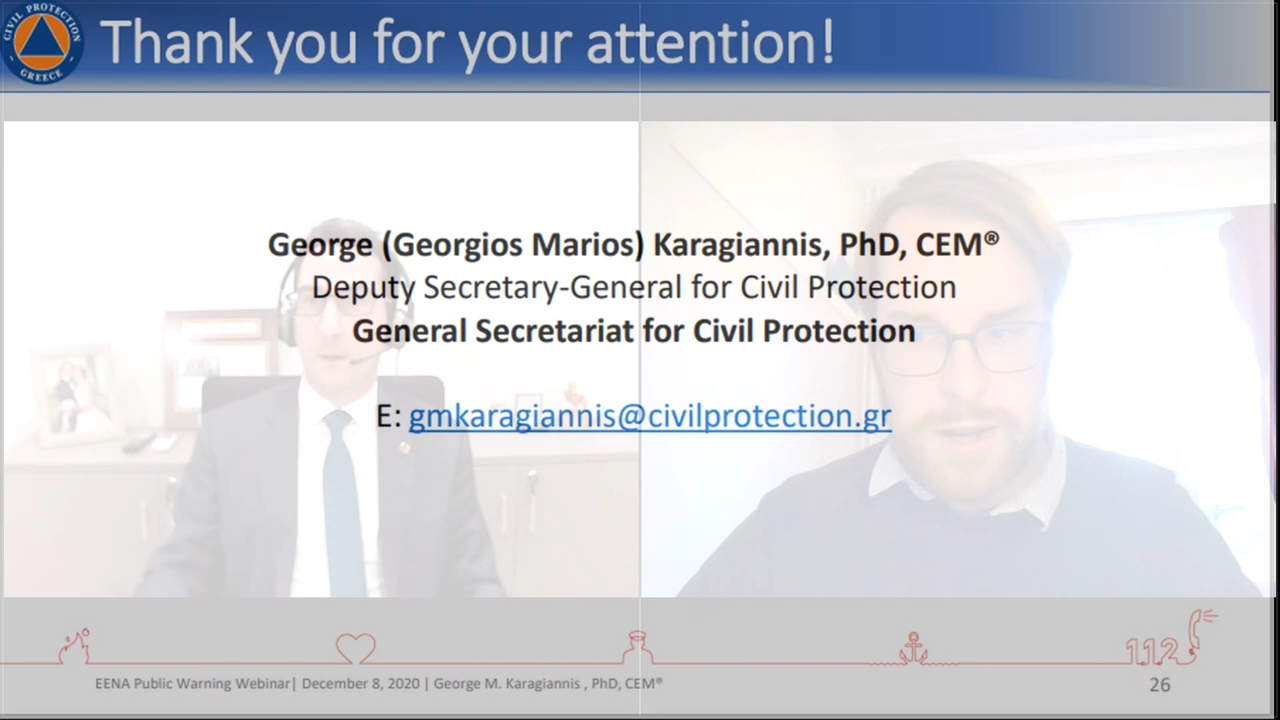 CIVIL PROTECTION
GREECE
Thank you for your attention!
George (Georgios Marios) Karagiannis, PhD, CEM®
Deputy Secretary-General for Civil Protection
General Secretariat for Civil Protection
E: gmkaragiannis@civilprotection.gr
112
EENA Public Warning Webinar| December 8, 2020 | George M. Karagiannis , PhD, CEM®
26